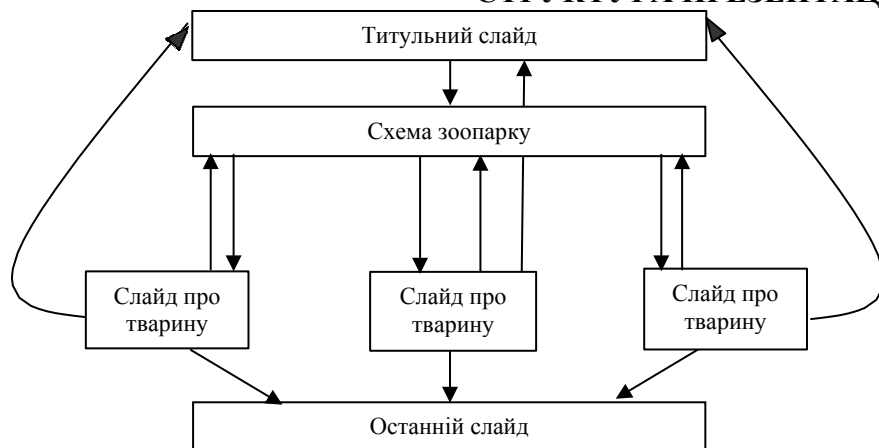 Титульний слайд
Схема зоопарку
Слайд про
тварину
Слайд про
тварину
Слайд про
тварину
Останній слайд